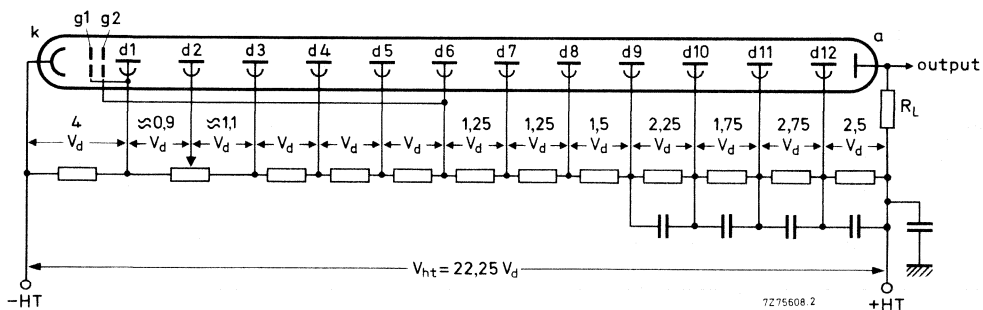 k g1 g2 d1 d2 d3 d4 d5 d6 d7 d8 d9 d10 d11 d12 a
output
R_L
4 V_d
≈0,9 V_d
≈1,1 V_d
V_d
V_d
V_d
1,25 V_d
1,25 V_d
1,5 V_d
2,25 V_d
1,75 V_d
2,75 V_d
2,5 V_d
V_ht = 22,25 V_d
−HT
7Z75608.2
+HT